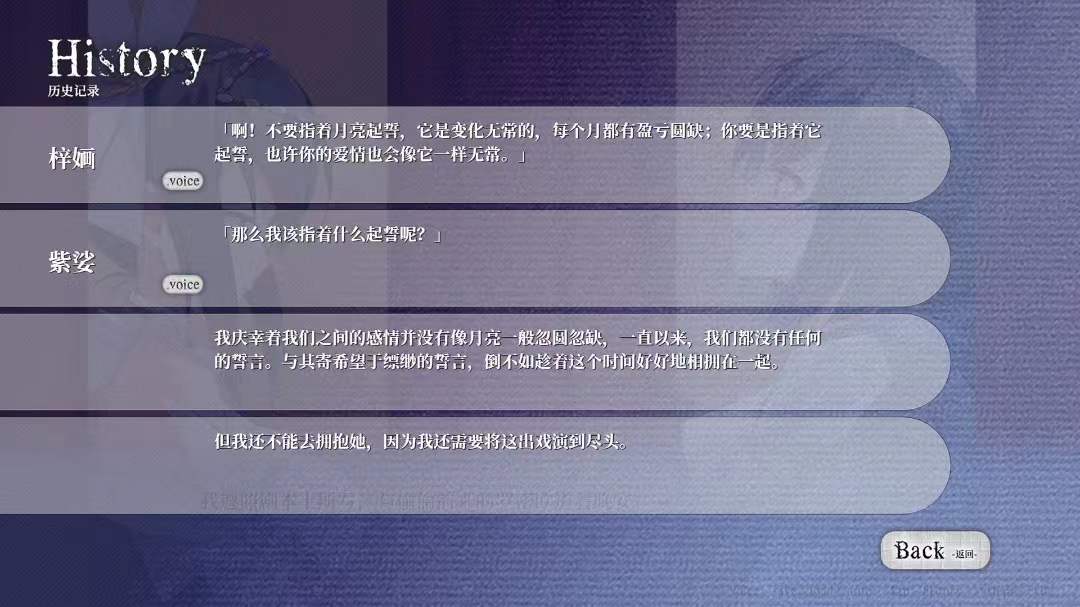 History
历史记录
「啊！不要指着月亮起誓，它是变化无常的，每个月都有盈亏圆缺；你要是指着它
起誓，也许你的爱情也会像它一样无常。」
梓婳
voice
「那么我该指着什么起誓呢？」
紫娑
voice
我庆幸着我们之间的感情并没有像月亮一般忽圆忽缺，一直以来，我们都没有任何
的誓言。与其寄希望于缥缈的誓言，倒不如趁着这个时间好好地相拥在一起。
但我还不能去拥抱她，因为我还需要将这出戏演到尽头。
Back -返回-